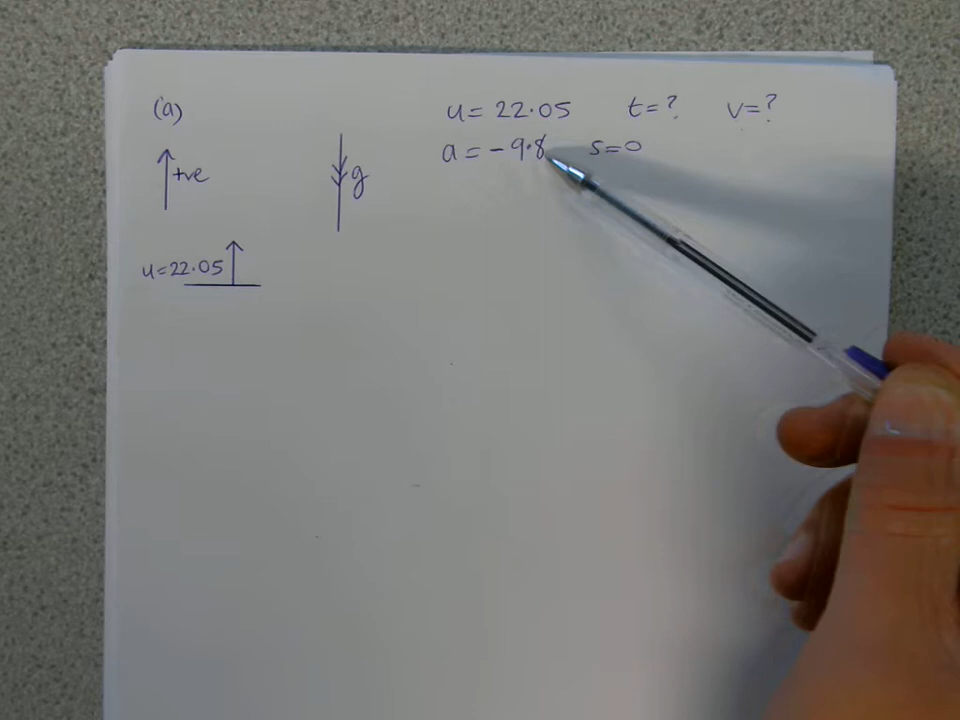 (a) u = 22.05 t = ? v = ?
a = -9.8 s = 0
+ve g
u = 22.05